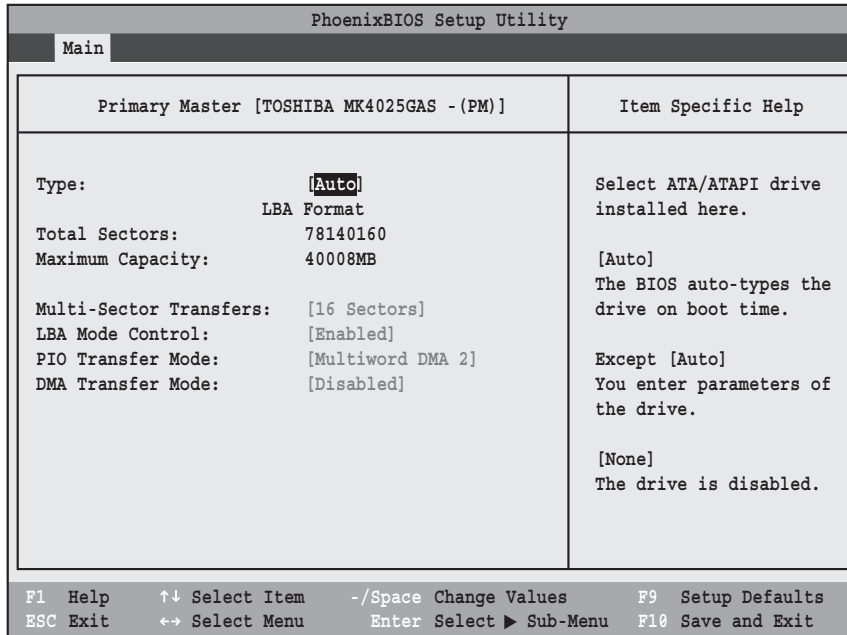 PhoenixBIOS Setup Utility
Main
Primary Master [TOSHIBA MK4025GAS -(PM)]
Item Specific Help
Type: [Auto]
LBA Format
Total Sectors: 78140160
Maximum Capacity: 40008MB
Multi-Sector Transfers: [16 Sectors]
LBA Mode Control: [Enabled]
PIO Transfer Mode: [Multiword DMA 2]
DMA Transfer Mode: [Disabled]
Select ATA/ATAPI drive
installed here.
[Auto]
The BIOS auto-types the
drive on boot time.
Except [Auto]
You enter parameters of
the drive.
[None]
The drive is disabled.
F1 Help ↑↓ Select Item -/Space Change Values F9 Setup Defaults
ESC Exit ←→ Select Menu Enter Select ▶ Sub-Menu F10 Save and Exit